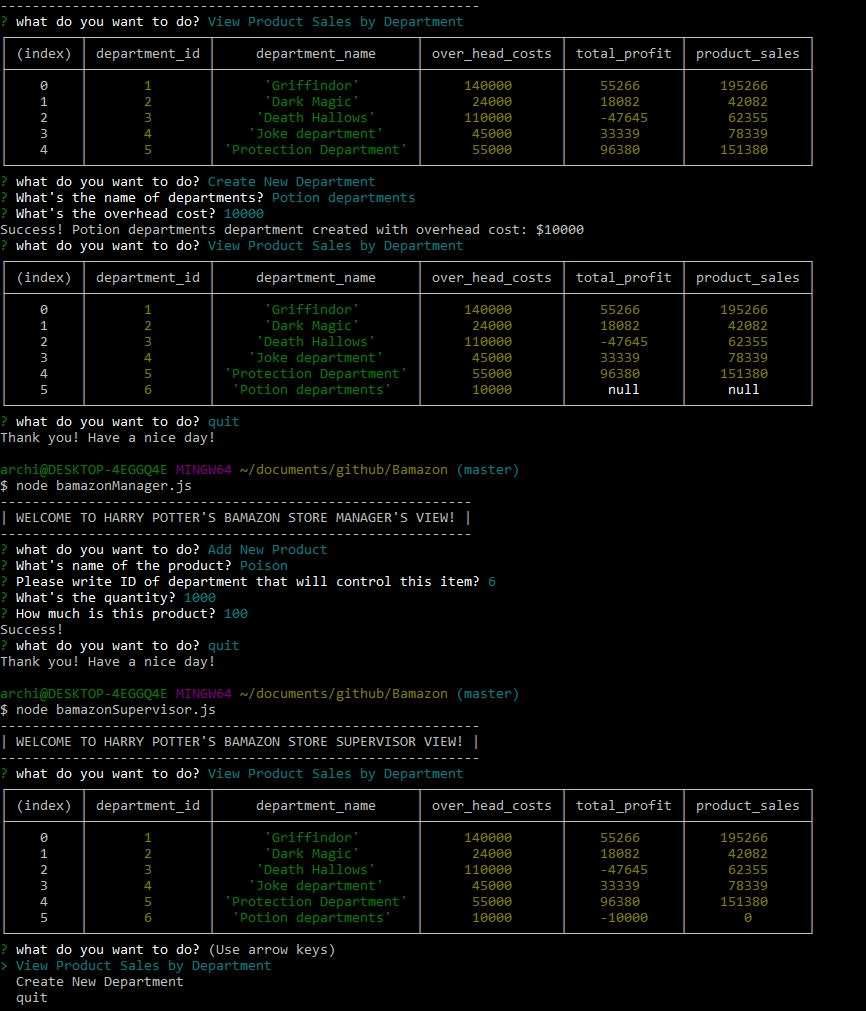 ------------------------------------------------------------
? what do you want to do? View Product Sales by Department
(index) department_id department_name over_head_costs total_profit product_sales
0 1 'Griffindor' 140000 55266 195266
1 2 'Dark Magic' 24000 18082 42082
2 3 'Death Hallows' 110000 -47645 62355
3 4 'Joke department' 45000 33339 78339
4 5 'Protection Department' 55000 96380 151380
? what do you want to do? Create New Department
? What's the name of departments? Potion departments
? What's the overhead cost? 10000
Success! Potion departments department created with overhead cost: $10000
? what do you want to do? View Product Sales by Department
(index) department_id department_name over_head_costs total_profit product_sales
0 1 'Griffindor' 140000 55266 195266
1 2 'Dark Magic' 24000 18082 42082
2 3 'Death Hallows' 110000 -47645 62355
3 4 'Joke department' 45000 33339 78339
4 5 'Protection Department' 55000 96380 151380
5 6 'Potion departments' 10000 null null
? what do you want to do? quit
Thank you! Have a nice day!
archi@DESKTOP-4EGGQ4E MINGW64 ~/documents/github/Bamazon (master)
$ node bamazonManager.js
-----------------------------------------------------------
| WELCOME TO HARRY POTTER'S BAMAZON STORE MANAGER'S VIEW! |
-----------------------------------------------------------
? what do you want to do? Add New Product
? What's name of the product? Poison
? Please write ID of department that will control this item? 6
? What's the quantity? 1000
? How much is this product? 100
Success!
? what do you want to do? quit
Thank you! Have a nice day!
archi@DESKTOP-4EGGQ4E MINGW64 ~/documents/github/Bamazon (master)
$ node bamazonSupervisor.js
------------------------------------------------------------
| WELCOME TO HARRY POTTER'S BAMAZON STORE SUPERVISOR VIEW! |
------------------------------------------------------------
? what do you want to do? View Product Sales by Department
(index) department_id department_name over_head_costs total_profit product_sales
0 1 'Griffindor' 140000 55266 195266
1 2 'Dark Magic' 24000 18082 42082
2 3 'Death Hallows' 110000 -47645 62355
3 4 'Joke department' 45000 33339 78339
4 5 'Protection Department' 55000 96380 151380
5 6 'Potion departments' 10000 -10000 0
? what do you want to do? (Use arrow keys)
> View Product Sales by Department
Create New Department
quit